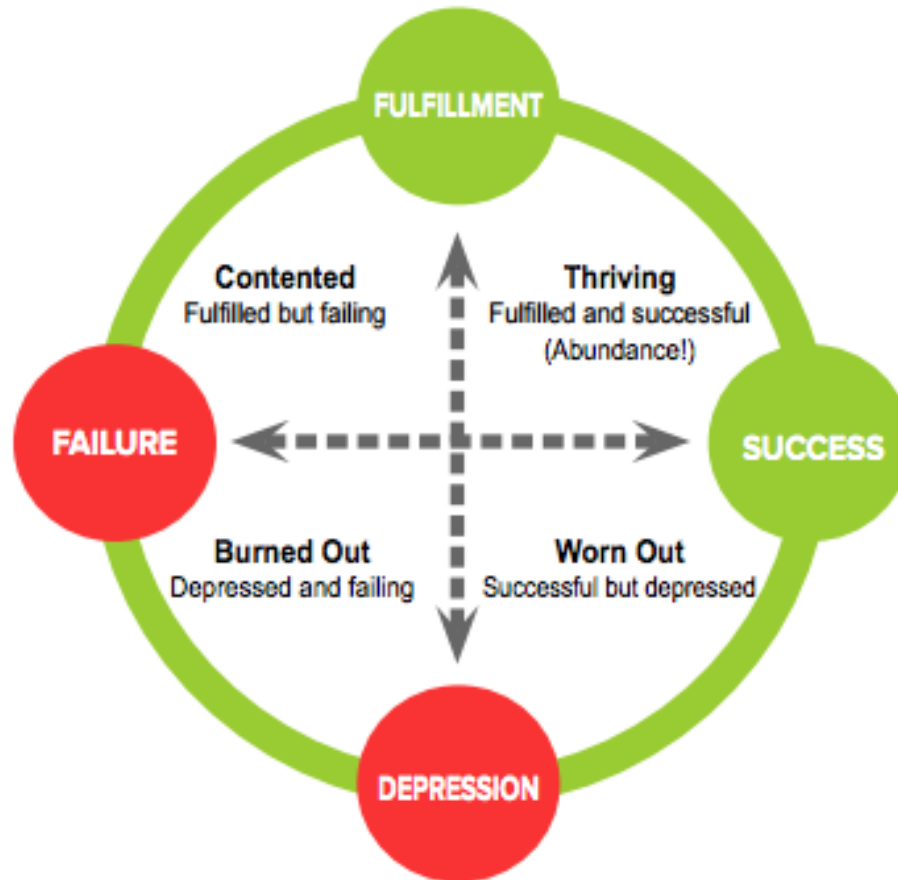 FULFILLMENT
Contented
Fulfilled but failing
Thriving
Fulfilled and successful
(Abundance!)
FAILURE
SUCCESS
Burned Out
Depressed and failing
Worn Out
Successful but depressed
DEPRESSION